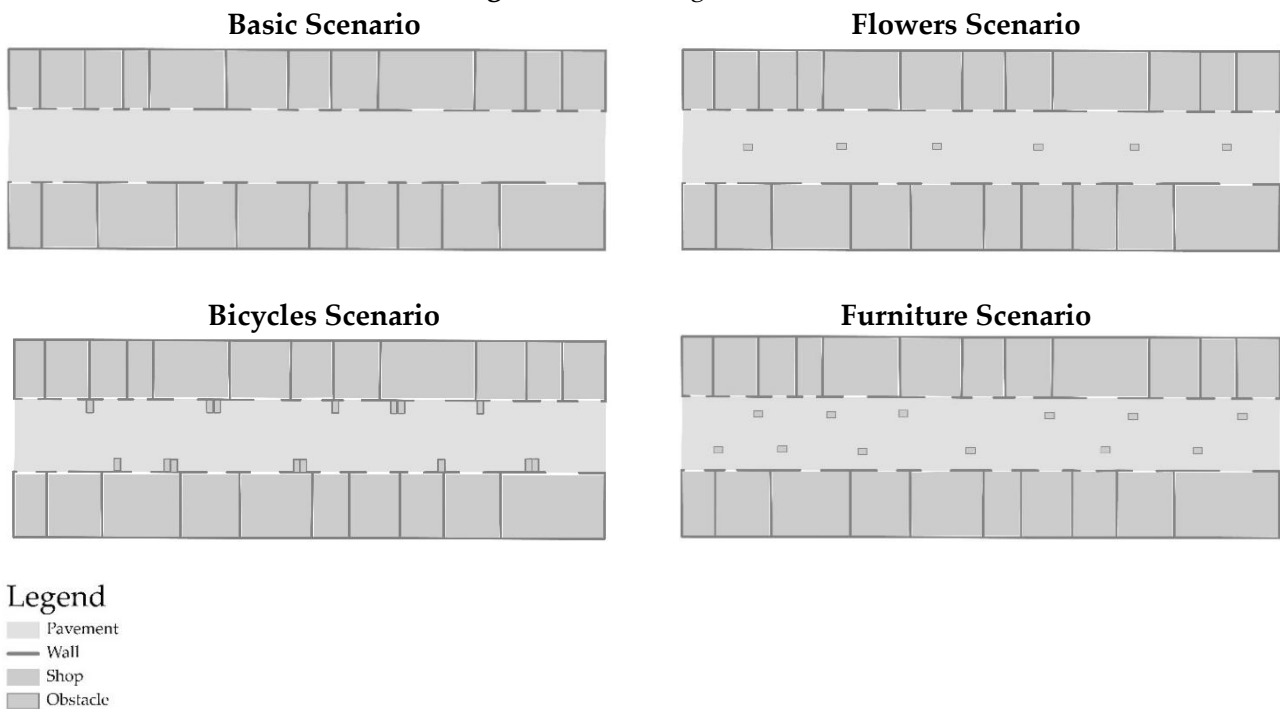 Basic Scenario
Flowers Scenario
Bicycles Scenario
Furniture Scenario
Legend
Pavement
Wall
Shop
Obstacle